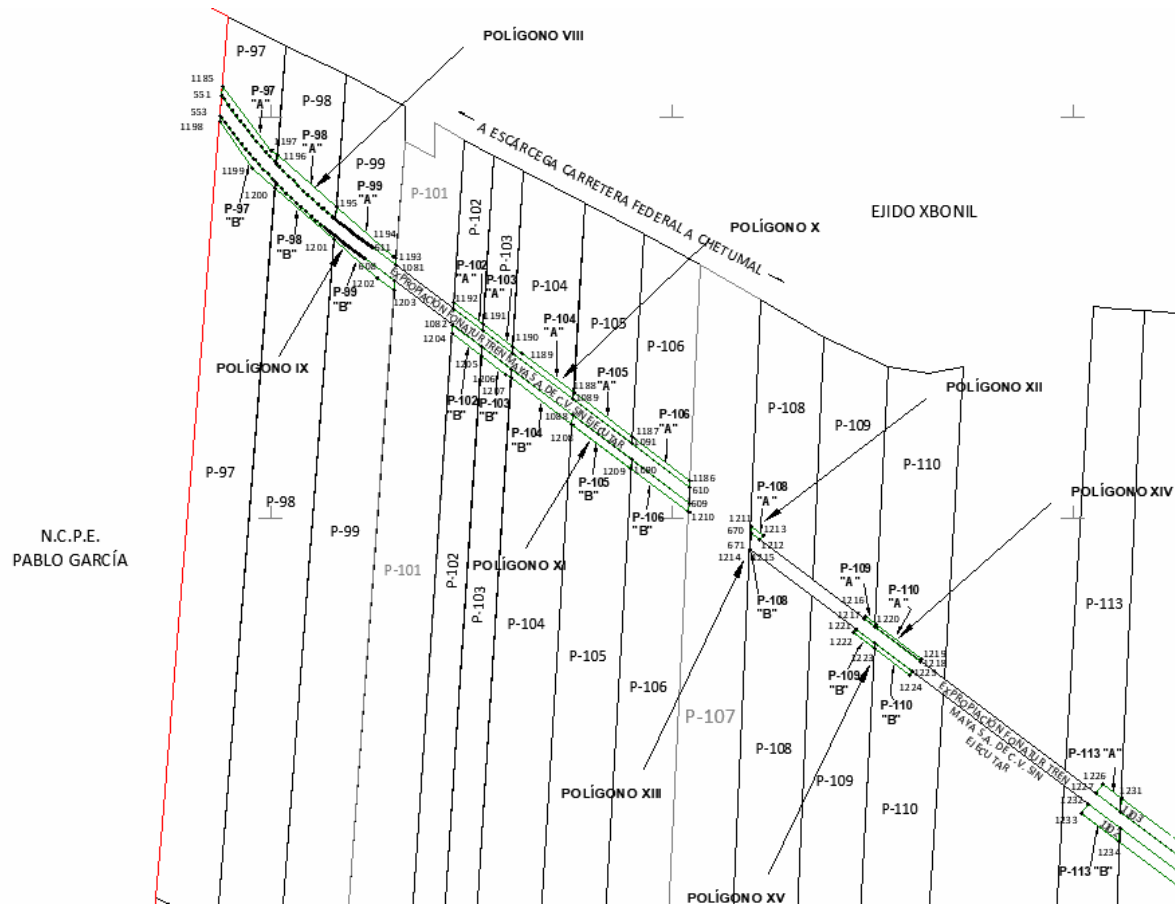 POLÍGONO VIII
P-97
1185
551
P-97
"A"
P-98
553
1198
1197
P-98
"A"
1196
P-99
1199
P-99
"A"
1200
1195
P-101
P-97
"B"
P-98
"B"
1201
1194
611
1193
1081
608
P-99
"B"
1202
1203
POLÍGONO IX
A ESCÁRCEGA CARRETERA FEDERAL A CHETUMAL
EJIDO XBONIL
POLÍGONO X
P-102
P-103
P-102
"A"
P-103
"A"
P-104
1192
1191
1190
1189
P-104
"A"
P-105
1082
1204
EXPROPIACIÓN FONATUR TREN MAYA S.A. DE C.V. SIN EJECUTAR
1205
1206
1207
P-102
"B"
P-103
"B"
P-104
"B"
1188
1089
P-105
"A"
P-106
1088
1208
1187
1091
P-106
"A"
1209
1090
P-105
"B"
P-106
"B"
1186
610
609
1210
POLÍGONO XI
POLÍGONO XII
P-108
P-109
P-110
POLÍGONO XIV
P-108
"A"
1211
670
1213
1212
671
1214
1215
P-108
"B"
P-109
"A"
P-110
"A"
1216
1217
1220
1221
1222
1223
1219
1218
1225
1224
P-109
"B"
P-110
"B"
P-97
P-98
P-99
P-101
P-102
P-103
P-104
P-105
P-106
P-107
P-108
P-109
P-110
P-113
N.C.P.E.
PABLO GARCÍA
EXPROPIACIÓN FONATUR TREN
MAYA S.A. DE C.V. SIN
EJECUTAR
POLÍGONO XIII
POLÍGONO XV
P-113 "A"
1226
1227
1231
1232
1233
1103
1102
1234
P-113 "B"